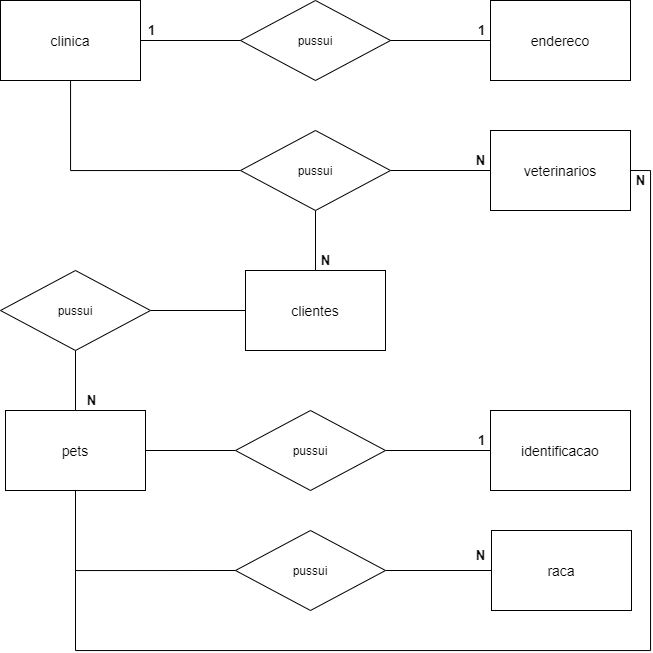 clinica
1
pussui
1
endereco
pussui
N
veterinarios
N
N
pussui
clientes
N
pets
pussui
1
identificacao
pussui
N
raca